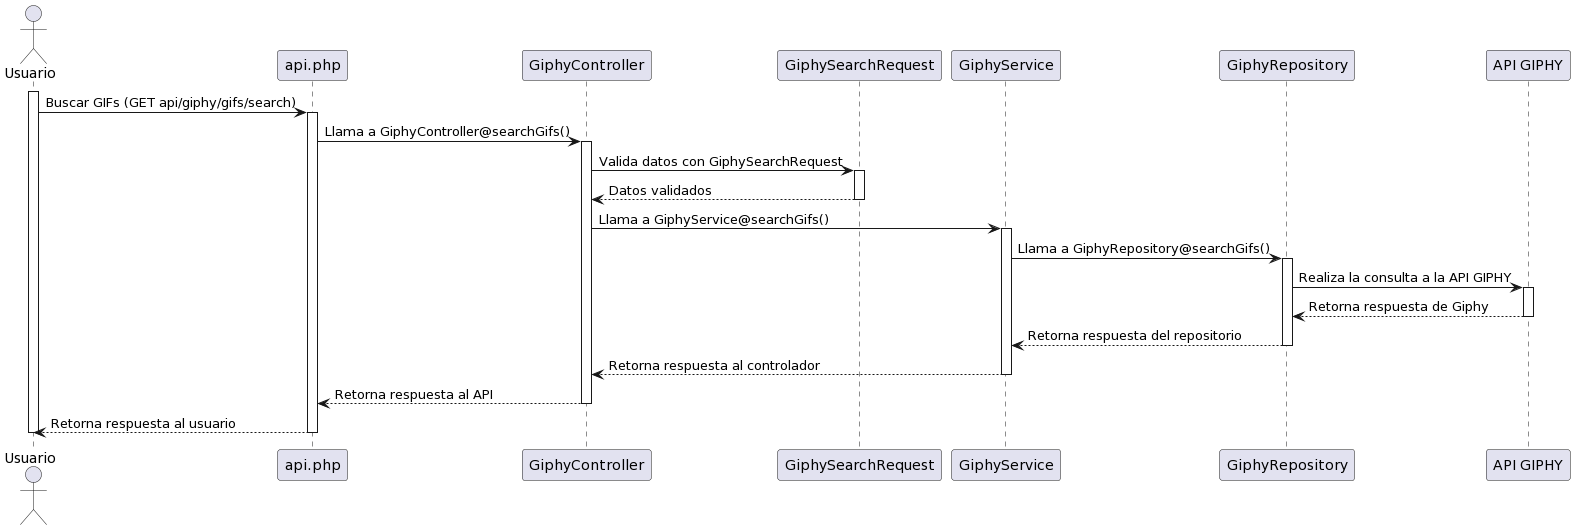 Usuario
api.php
GiphyController
GiphySearchRequest
GiphyService
GiphyRepository
API GIPHY
Buscar GIFs (GET api/giphy/gifs/search)
Llama a GiphyController@searchGifs()
Valida datos con GiphySearchRequest
Datos validados
Llama a GiphyService@searchGifs()
Llama a GiphyRepository@searchGifs()
Realiza la consulta a la API GIPHY
Retorna respuesta de Giphy
Retorna respuesta del repositorio
Retorna respuesta al controlador
Retorna respuesta al API
Retorna respuesta al usuario
Usuario
api.php
GiphyController
GiphySearchRequest
GiphyService
GiphyRepository
API GIPHY